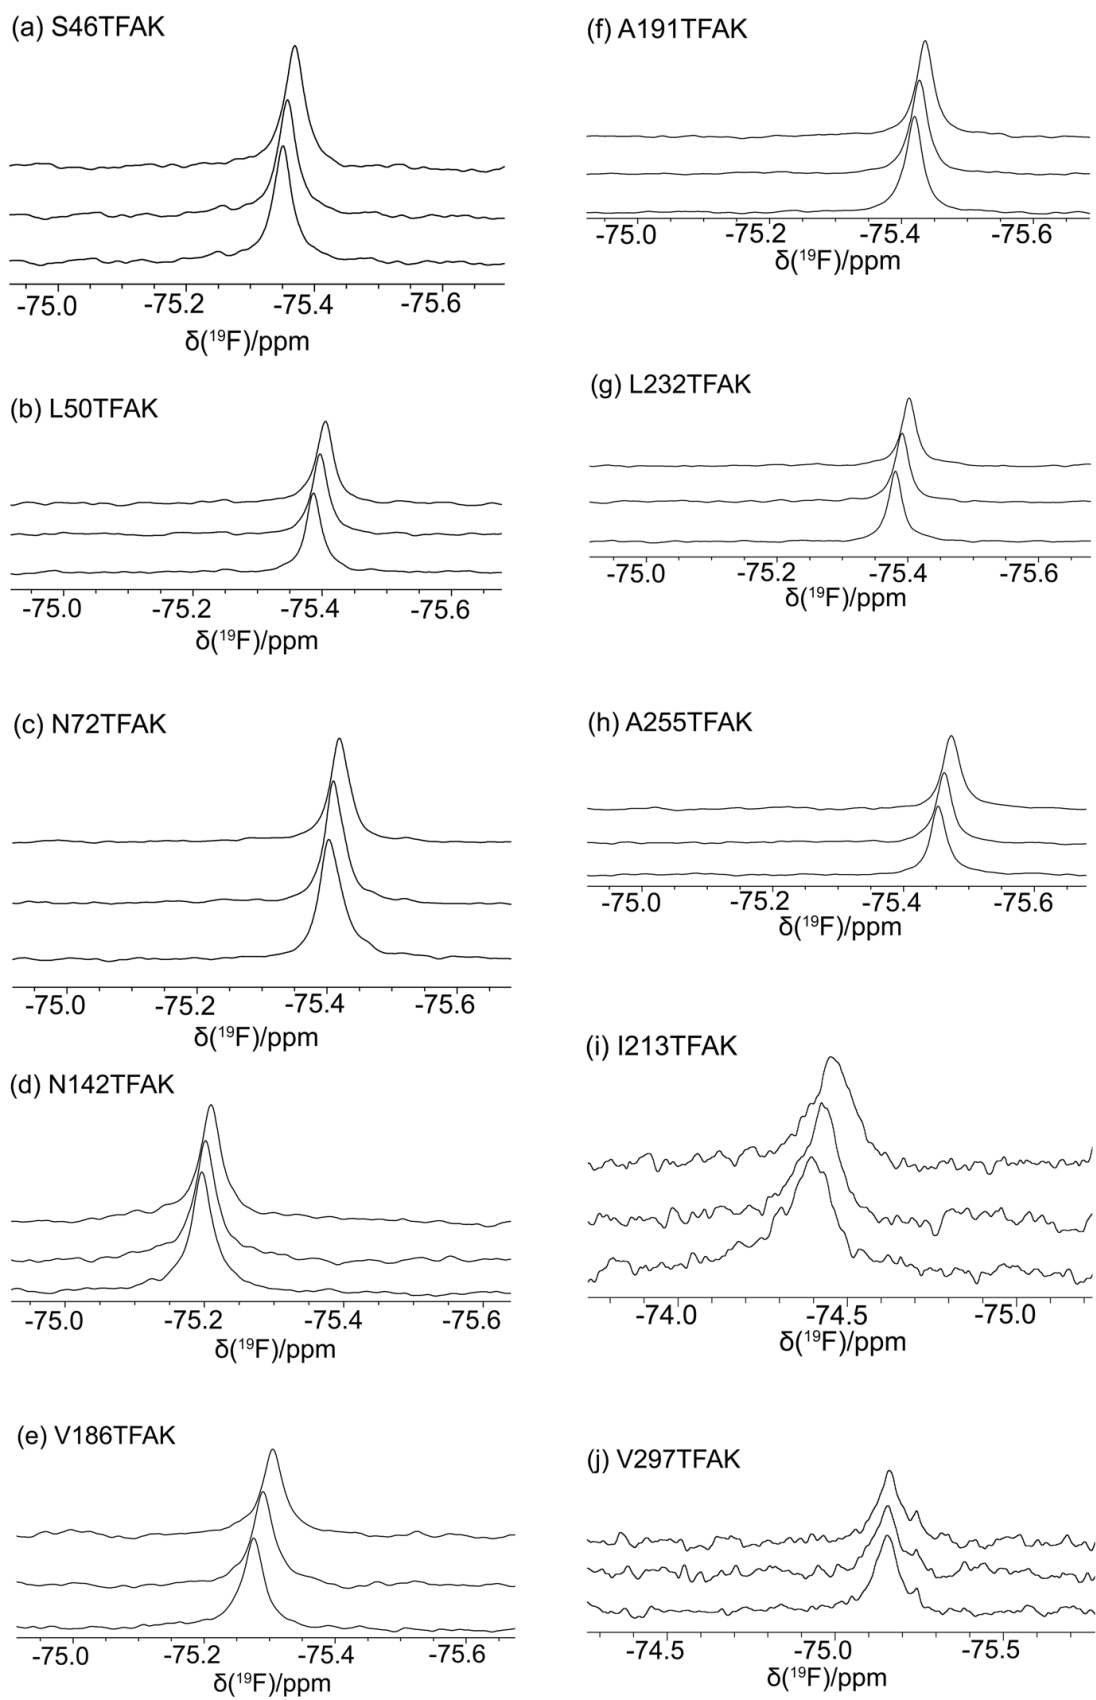 (a) S46TFAK
-75.0 -75.2 -75.4 -75.6
δ(¹⁹F)/ppm
(b) L50TFAK
-75.0 -75.2 -75.4 -75.6
δ(¹⁹F)/ppm
(c) N72TFAK
-75.0 -75.2 -75.4 -75.6
δ(¹⁹F)/ppm
(d) N142TFAK
-75.0 -75.2 -75.4 -75.6
δ(¹⁹F)/ppm
(e) V186TFAK
-75.0 -75.2 -75.4 -75.6
δ(¹⁹F)/ppm
(f) A191TFAK
-75.0 -75.2 -75.4 -75.6
δ(¹⁹F)/ppm
(g) L232TFAK
-75.0 -75.2 -75.4 -75.6
δ(¹⁹F)/ppm
(h) A255TFAK
-75.0 -75.2 -75.4 -75.6
δ(¹⁹F)/ppm
(i) I213TFAK
-74.0 -74.5 -75.0
δ(¹⁹F)/ppm
(j) V297TFAK
-74.5 -75.0 -75.5
δ(¹⁹F)/ppm